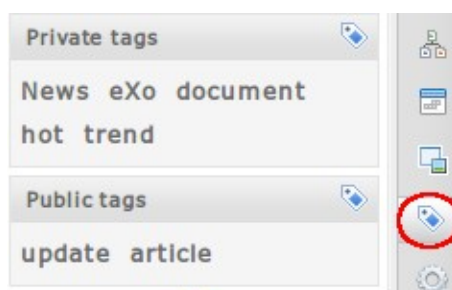 Private tags
News eXo document
hot trend
Public tags
update article